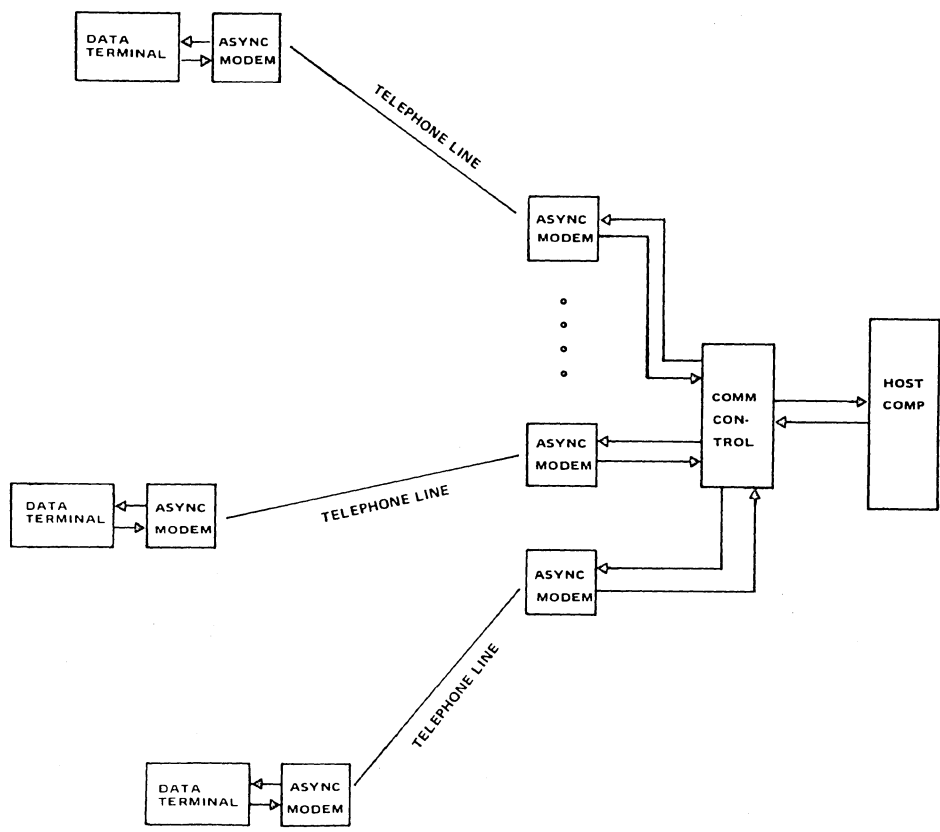 DATA
TERMINAL
ASYNC
MODEM
TELEPHONE LINE
ASYNC
MODEM
COMM
CON-
TROL
HOST
COMP
ASYNC
MODEM
DATA
TERMINAL
ASYNC
MODEM
TELEPHONE LINE
ASYNC
MODEM
TELEPHONE LINE
DATA
TERMINAL
ASYNC
MODEM